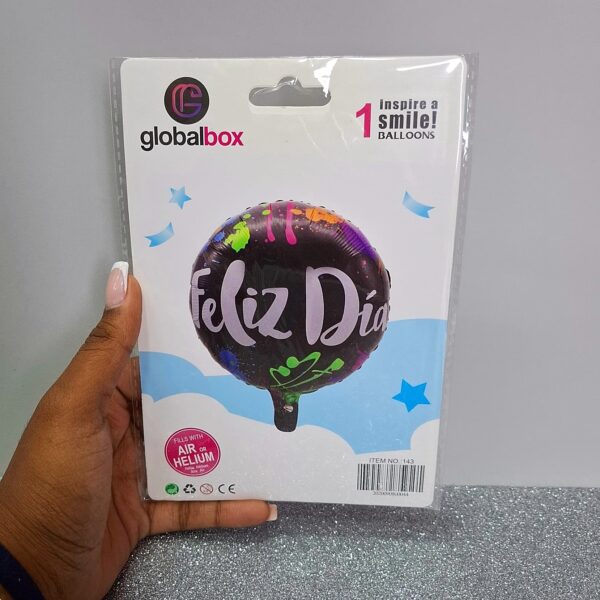 globalbox
1 inspire a
smile!
BALLOONS
Feliz Día
FILLS WITH
AIR OR
HELIUM
ITEM NO.: 143
CE